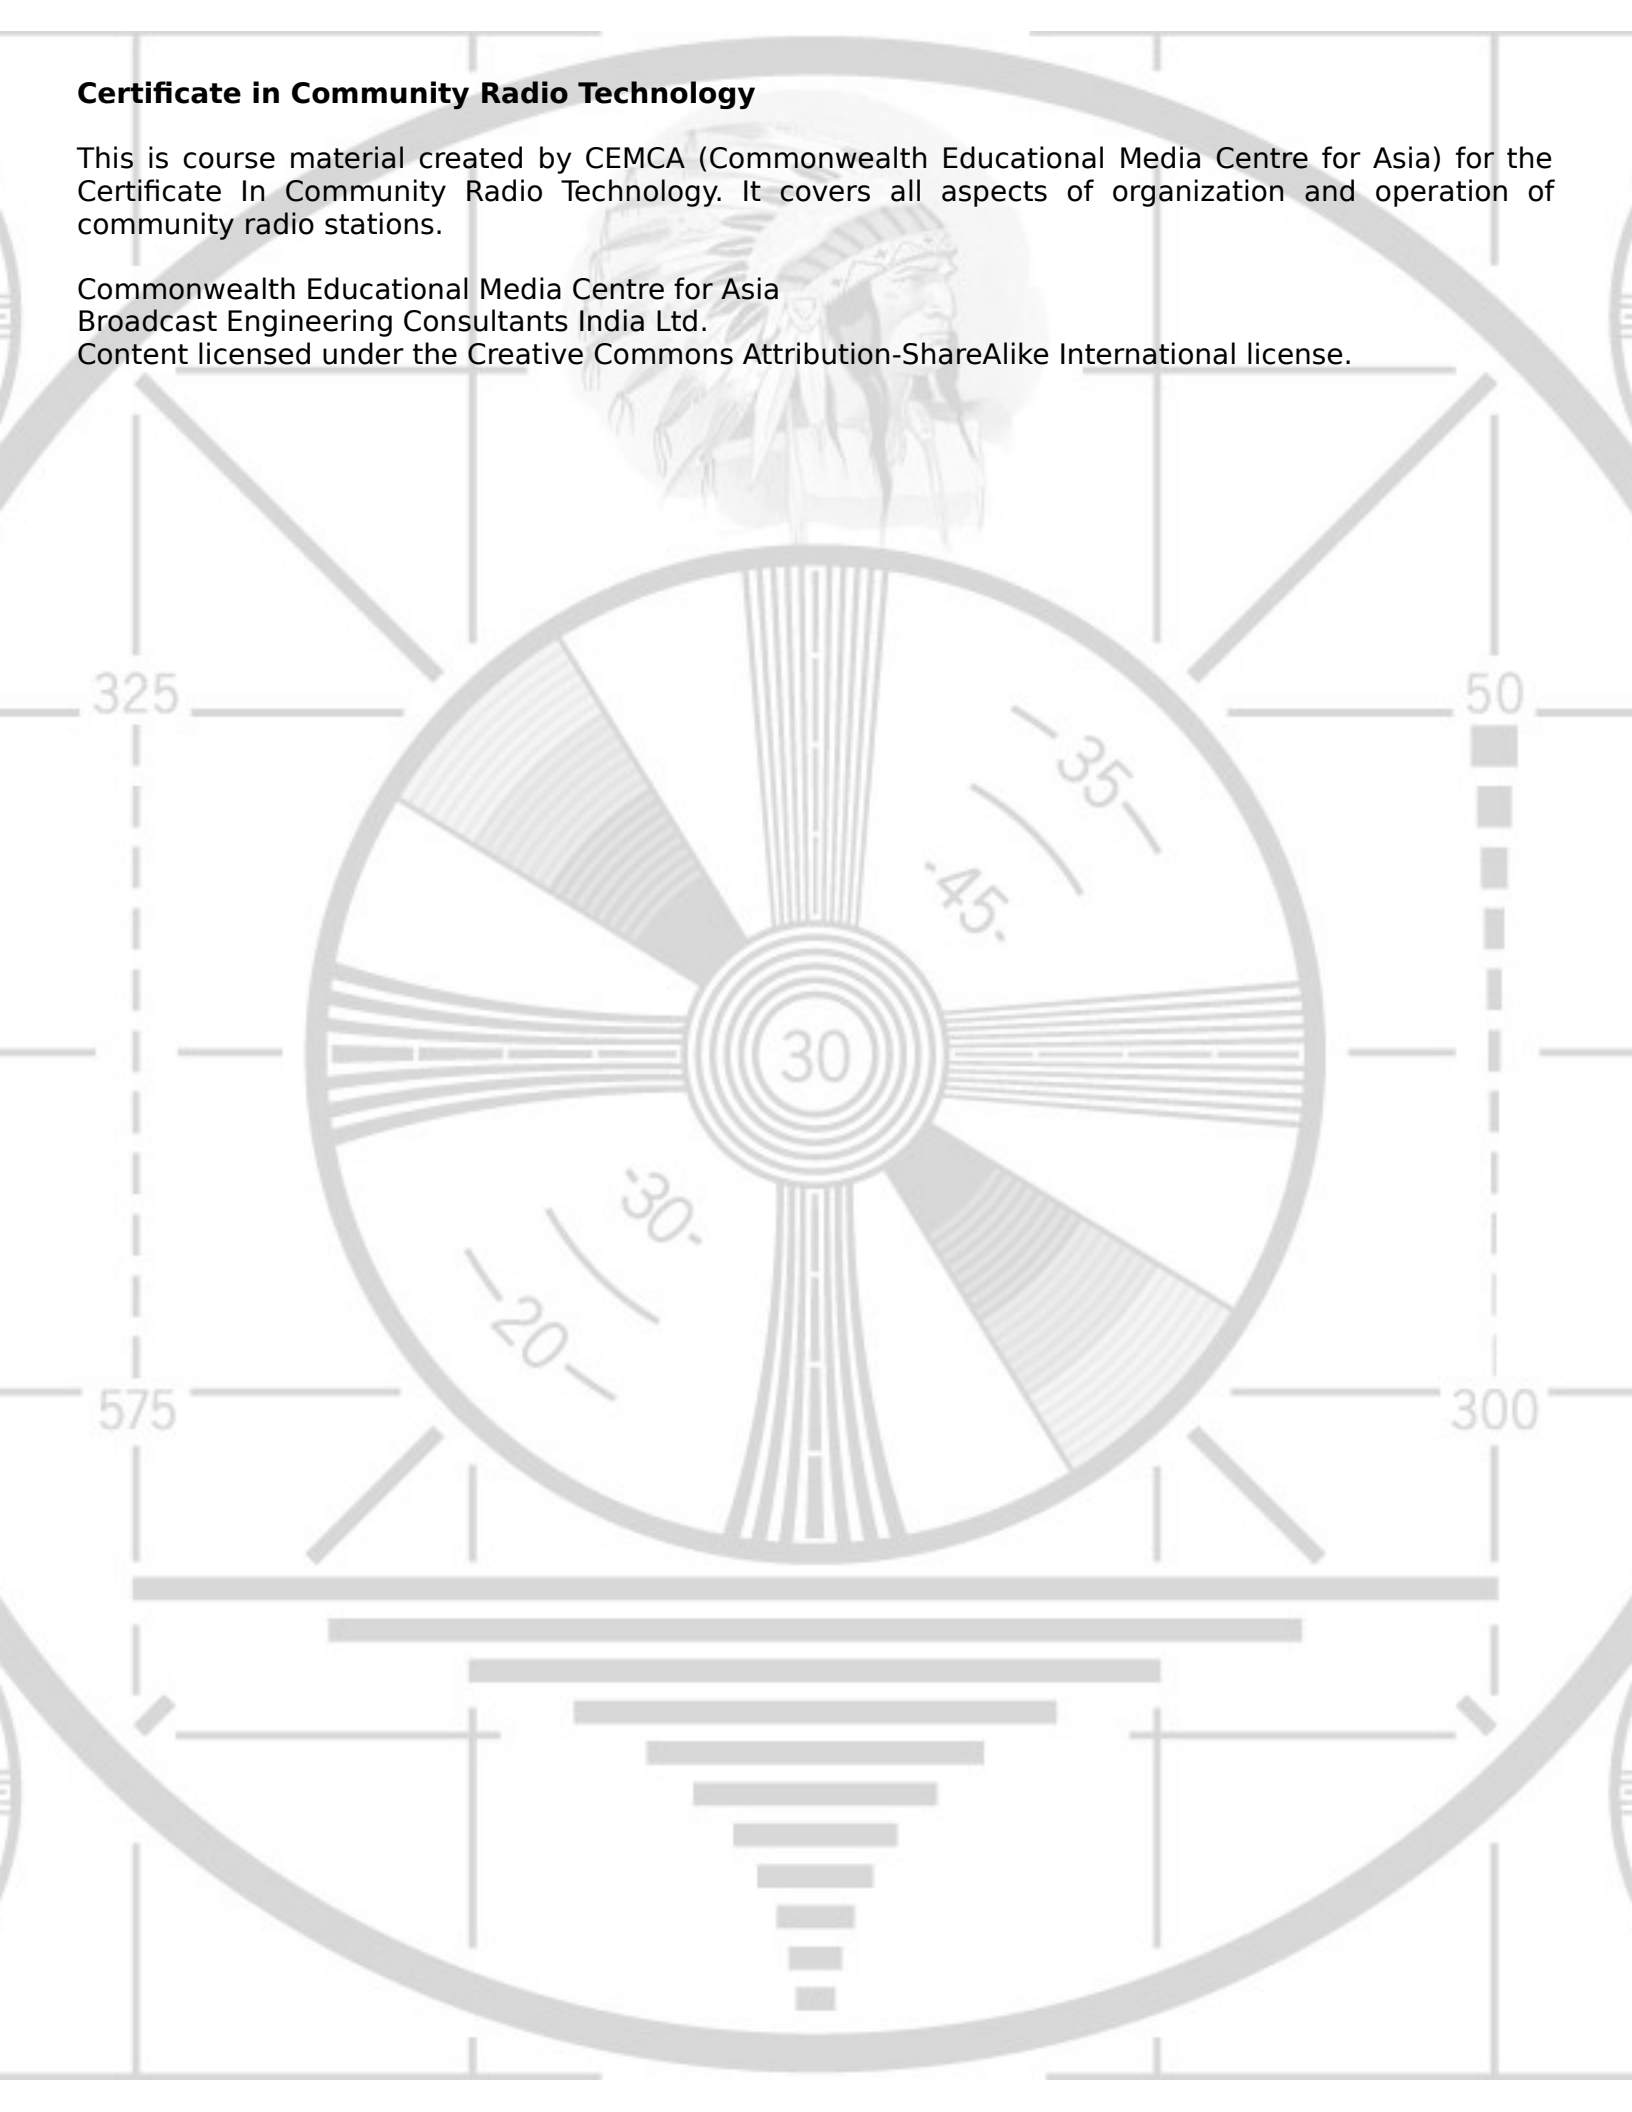 Certificate in Community Radio Technology
This is course material created by CEMCA (Commonwealth Educational Media Centre for Asia) for the
Certificate In Community Radio Technology. It covers all aspects of organization and operation of
community radio stations.
Commonwealth Educational Media Centre for Asia
Broadcast Engineering Consultants India Ltd.
Content licensed under the Creative Commons Attribution-ShareAlike International license.
325
50
35
45
30
30
20
575
300